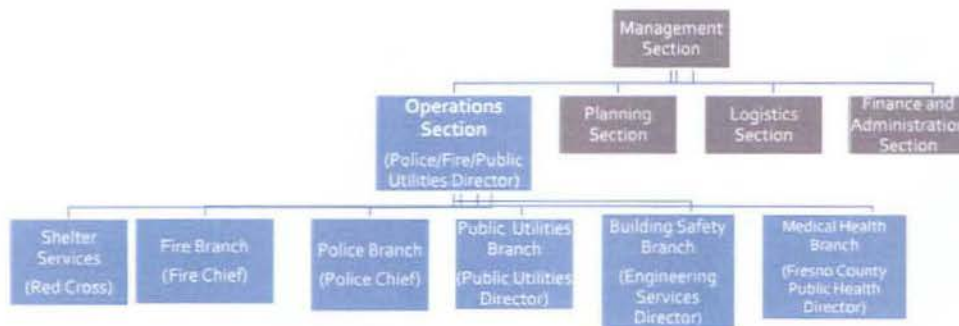 Management
Section
Operations
Section
(Police/Fire/Public
Utilities Director)
Planning
Section
Logistics
Section
Finance and
Administration
Section
Shelter
Services
(Red Cross)
Fire Branch
(Fire Chief)
Police Branch
(Police Chief)
Public Utilities
Branch
(Public Utilities
Director)
Building Safety
Branch
(Engineering
Services
Director)
Medical Health
Branch
(Fresno County
Public Health
Director)